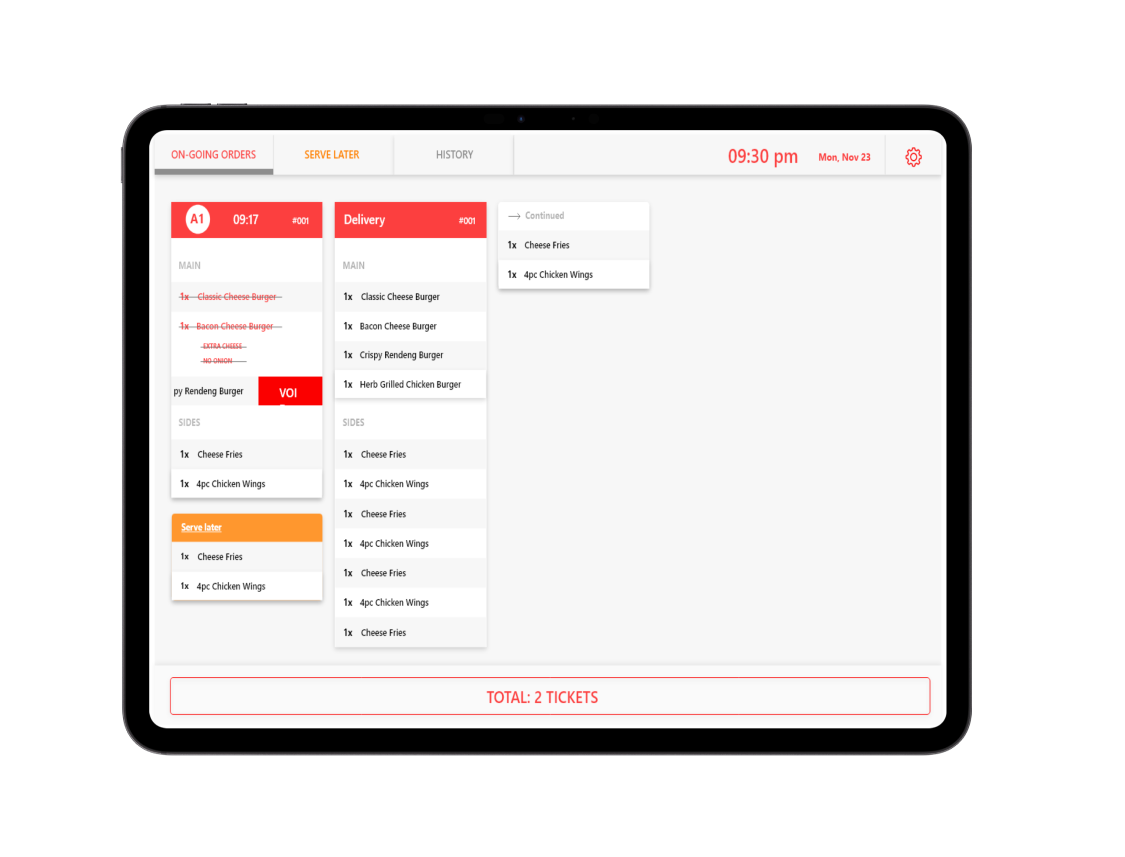 ON-GOING ORDERS
SERVE LATER
HISTORY
09:30 pm
Mon, Nov 23
A1 09:17 #001
MAIN
1x Classic Cheese Burger
1x Bacon Cheese Burger
EXTRA CHEESE
NO ONION
py Rendeng Burger
VOI
SIDES
1x Cheese Fries
1x 4pc Chicken Wings
Serve later
1x Cheese Fries
1x 4pc Chicken Wings
Delivery #001
MAIN
1x Classic Cheese Burger
1x Bacon Cheese Burger
1x Crispy Rendeng Burger
1x Herb Grilled Chicken Burger
SIDES
1x Cheese Fries
1x 4pc Chicken Wings
1x Cheese Fries
1x 4pc Chicken Wings
1x Cheese Fries
1x 4pc Chicken Wings
1x Cheese Fries
→ Continued
1x Cheese Fries
1x 4pc Chicken Wings
TOTAL: 2 TICKETS